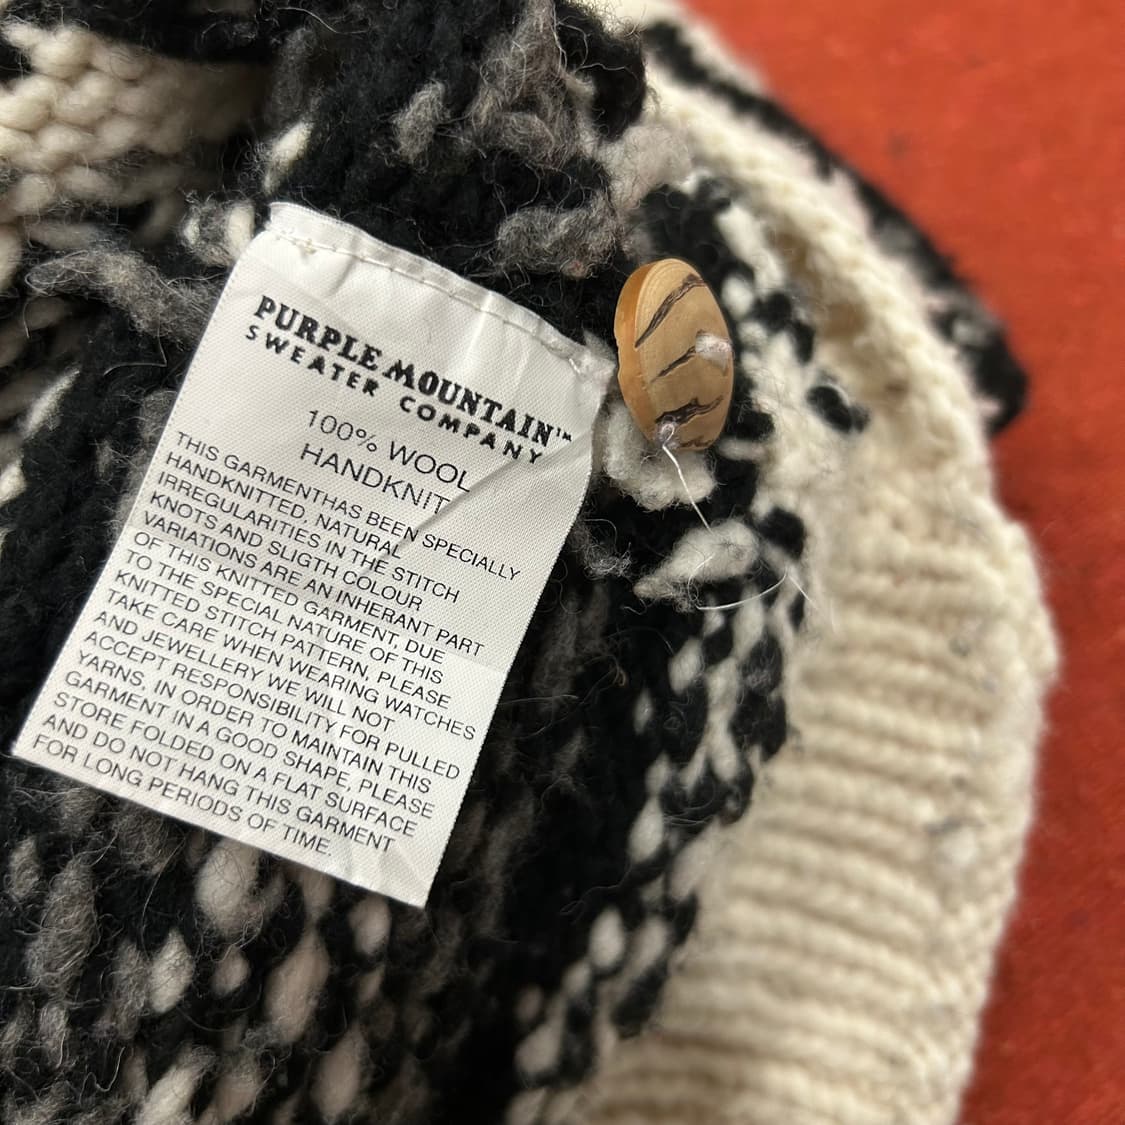 PURPLE MOUNTAIN™
SWEATER COMPANY
100% WOOL
HANDKNIT
THIS GARMENTHAS BEEN SPECIALLY
HANDKNITTED, NATURAL
IRREGULARITIES IN THE STITCH
KNOTS AND SLIGTH COLOUR
VARIATIONS ARE AN INHERANT PART
OF THIS KNITTED GARMENT, DUE
TO THE SPECIAL NATURE OF THIS
KNITTED STITCH PATTERN, PLEASE
TAKE CARE WHEN WEARING WATCHES
AND JEWELLERY WE WILL NOT
ACCEPT RESPONSIBILITY FOR PULLED
YARNS. IN ORDER TO MAINTAIN THIS
GARMENT IN A GOOD SHAPE, PLEASE
STORE FOLDED ON A FLAT SURFACE
AND DO NOT HANG THIS GARMENT
FOR LONG PERIODS OF TIME.